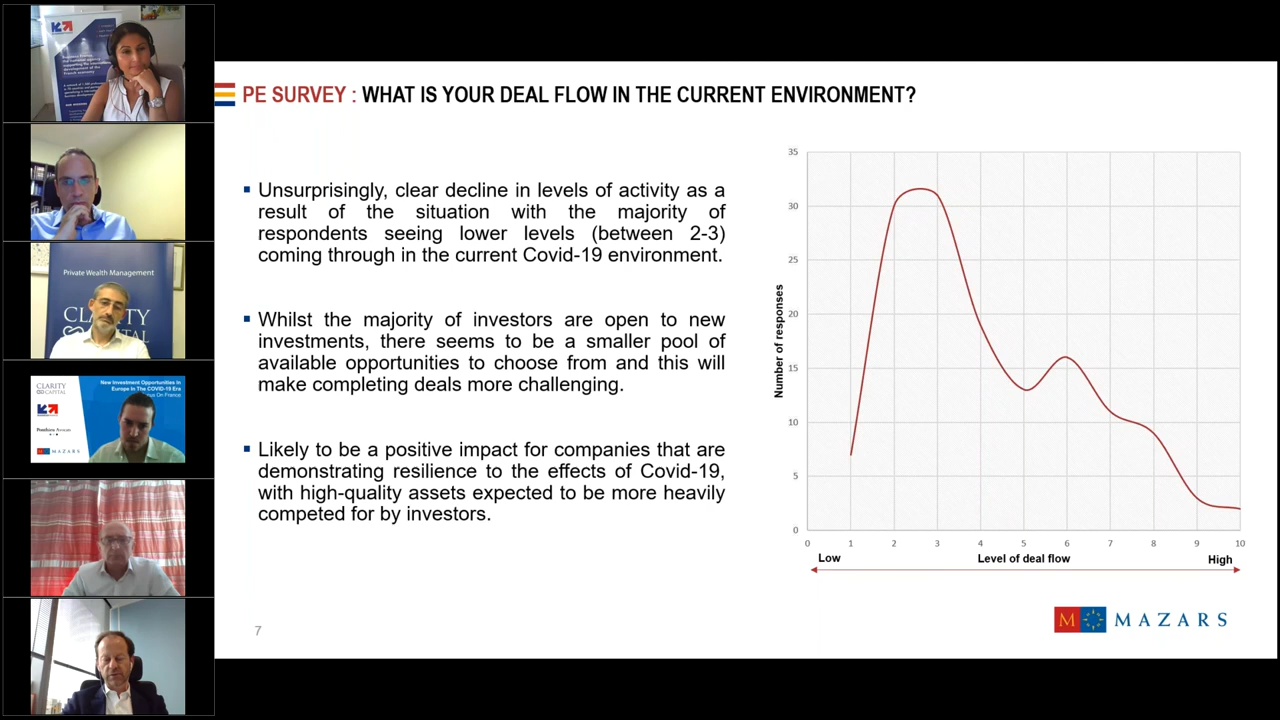 PE SURVEY : WHAT IS YOUR DEAL FLOW IN THE CURRENT ENVIRONMENT?
▪ Unsurprisingly, clear decline in levels of activity as a
result of the situation with the majority of
respondents seeing lower levels (between 2-3)
coming through in the current Covid-19 environment.
▪ Whilst the majority of investors are open to new
investments, there seems to be a smaller pool of
available opportunities to choose from and this will
make completing deals more challenging.
▪ Likely to be a positive impact for companies that are
demonstrating resilience to the effects of Covid-19,
with high-quality assets expected to be more heavily
competed for by investors.
7
Number of responses
35
30
25
20
15
10
5
0
0 1 2 3 4 5 6 7 8 9 10
Low Level of deal flow High
M MAZARS
Private Wealth Management
CLARITY
CLARITY
CAPITAL
New Investment Opportunities In
Europe In The COVID-19 Era
MAZARS